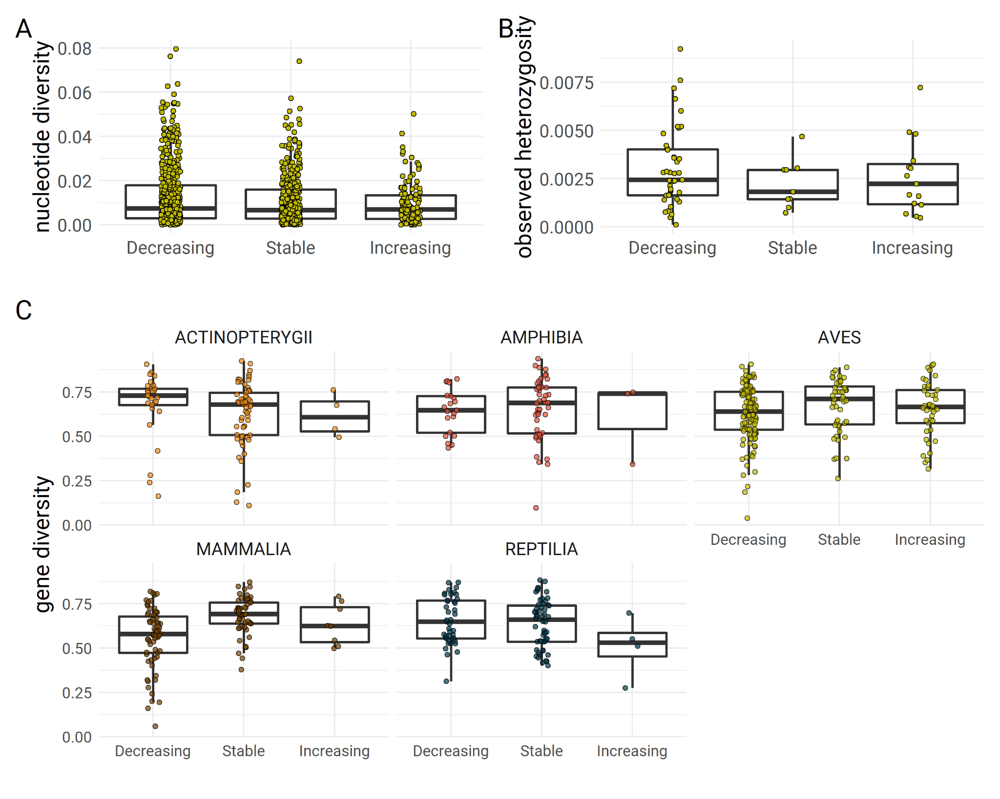 A
nucleotide diversity
0.08
0.06
0.04
0.02
0.00
Decreasing Stable Increasing
B
observed heterozygosity
0.0075
0.0050
0.0025
0.0000
Decreasing Stable Increasing
C
gene diversity
ACTINOPTERYGII AMPHIBIA AVES
0.75
0.50
0.25
0.00
Decreasing Stable Increasing
MAMMALIA REPTILIA
0.75
0.50
0.25
0.00
Decreasing Stable Increasing Decreasing Stable Increasing